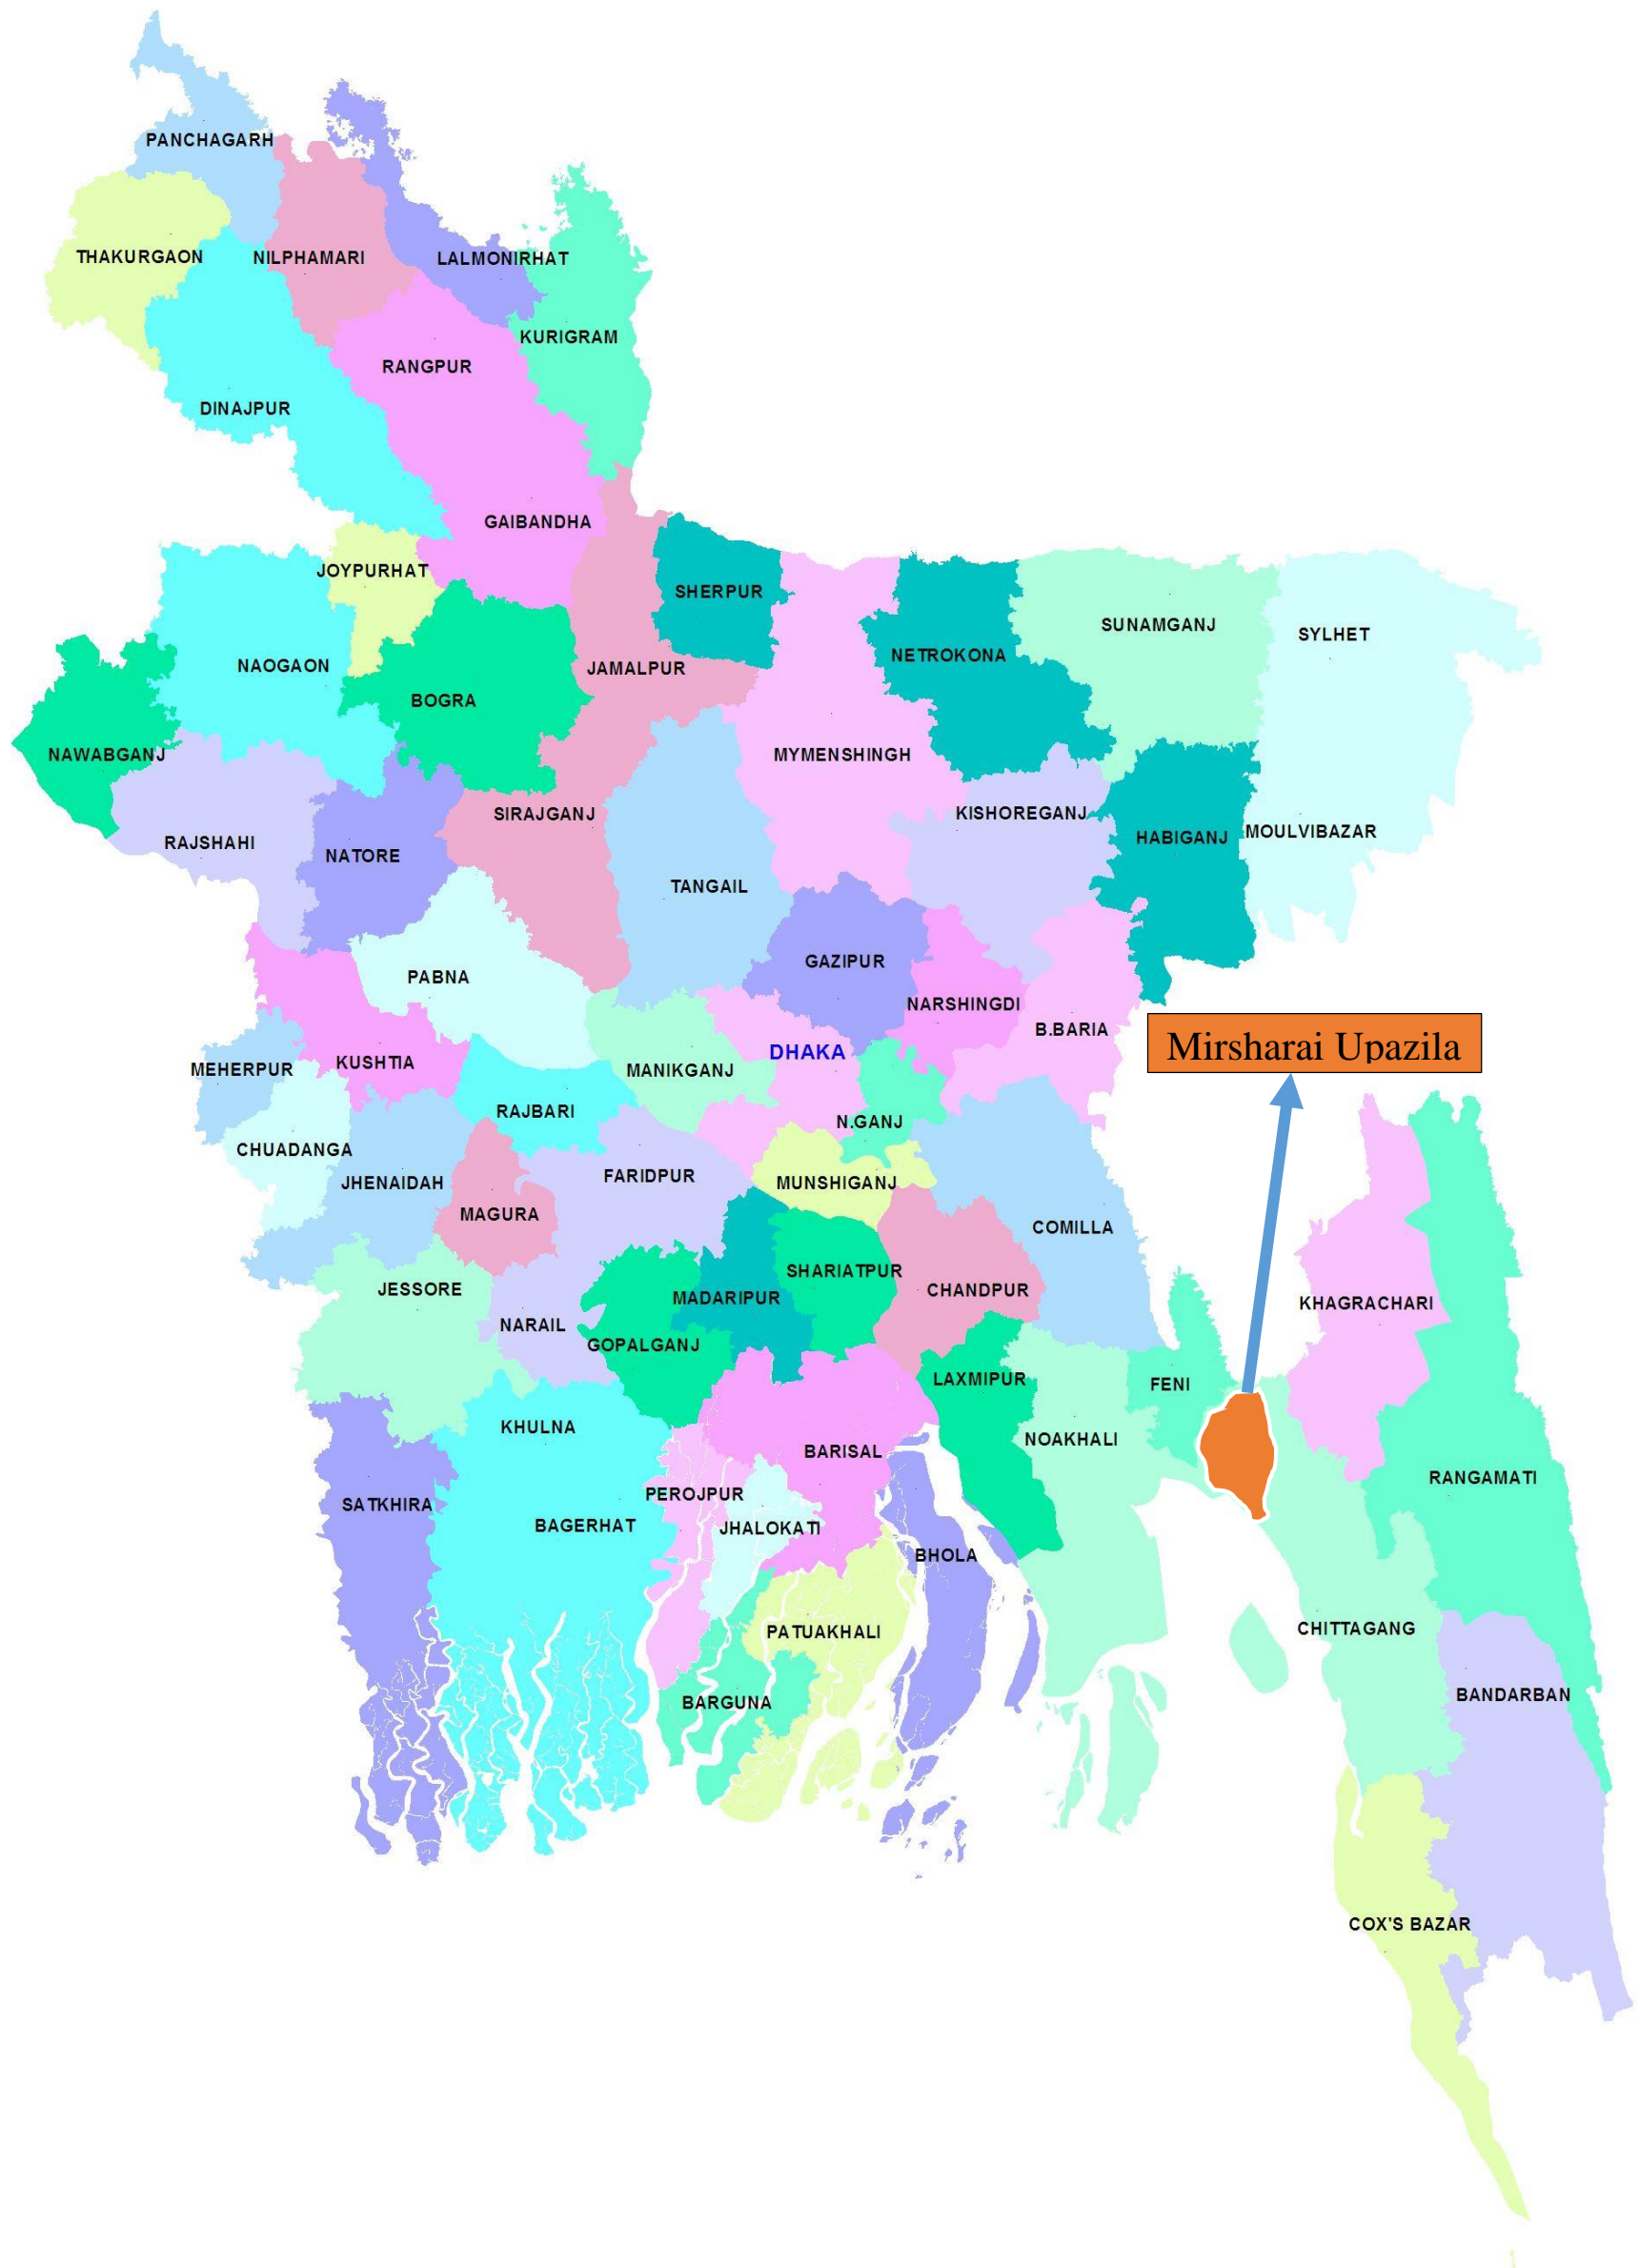 PANCHAGARH
THAKURGAON
NILPHAMARI
LALMONIRHAT
KURIGRAM
RANGPUR
DINAJPUR
GAIBANDHA
JOYPURHAT
SHERPUR
SUNAMGANJ
SYLHET
NETROKONA
NAOGAON
JAMALPUR
BOGRA
NAWABGANJ
MYMENSHINGH
SIRAJGANJ
KISHOREGANJ
HABIGANJ
MOULVIBAZAR
RAJSHAHI
NATORE
TANGAIL
GAZIPUR
PABNA
NARSHINGDI
B.BARIA
Mirsharai Upazila
DHAKA
MEHERPUR
KUSHTIA
MANIKGANJ
RAJBARI
N.GANJ
CHUADANGA
JHENAIDAH
FARIDPUR
MUNSHIGANJ
MAGURA
COMILLA
SHARIATPUR
JESSORE
MADARIPUR
CHANDPUR
KHAGRACHARI
NARAIL
GOPALGANJ
LAXMIPUR
FENI
KHULNA
NOAKHALI
BARISAL
RANGAMATI
PEROJPUR
SATKHIRA
BAGERHAT
JHALOKATI
BHOLA
PATUAKHALI
CHITTAGANG
BARGUNA
BANDARBAN
COX'S BAZAR